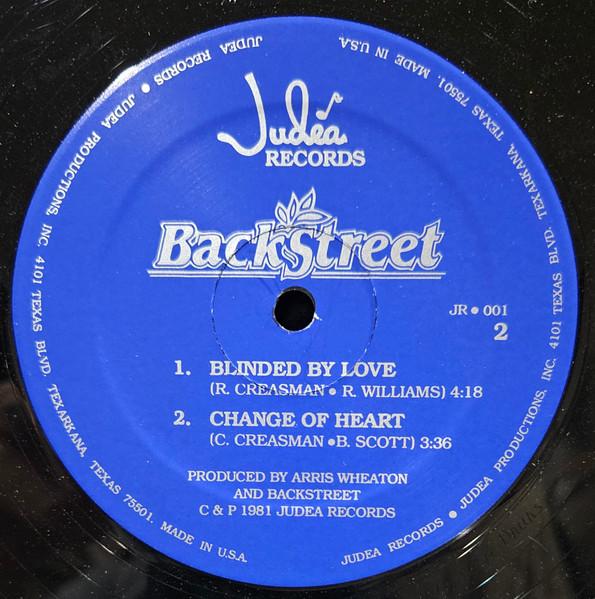 Judea
RECORDS
BackStreet
JR • 001
2
1. BLINDED BY LOVE
(R. CREASMAN • R. WILLIAMS) 4:18
2. CHANGE OF HEART
(C. CREASMAN • B. SCOTT) 3:36
PRODUCED BY ARRIS WHEATON
AND BACKSTREET
C & P 1981 JUDEA RECORDS
JUDEA RECORDS • JUDEA PRODUCTIONS, INC. 4101 TEXAS BLVD. TEXARKANA, TEXAS 75501. MADE IN U.S.A.
JUDEA RECORDS • JUDEA PRODUCTIONS, INC. 4101 TEXAS BLVD. TEXARKANA, TEXAS 75501. MADE IN U.S.A.